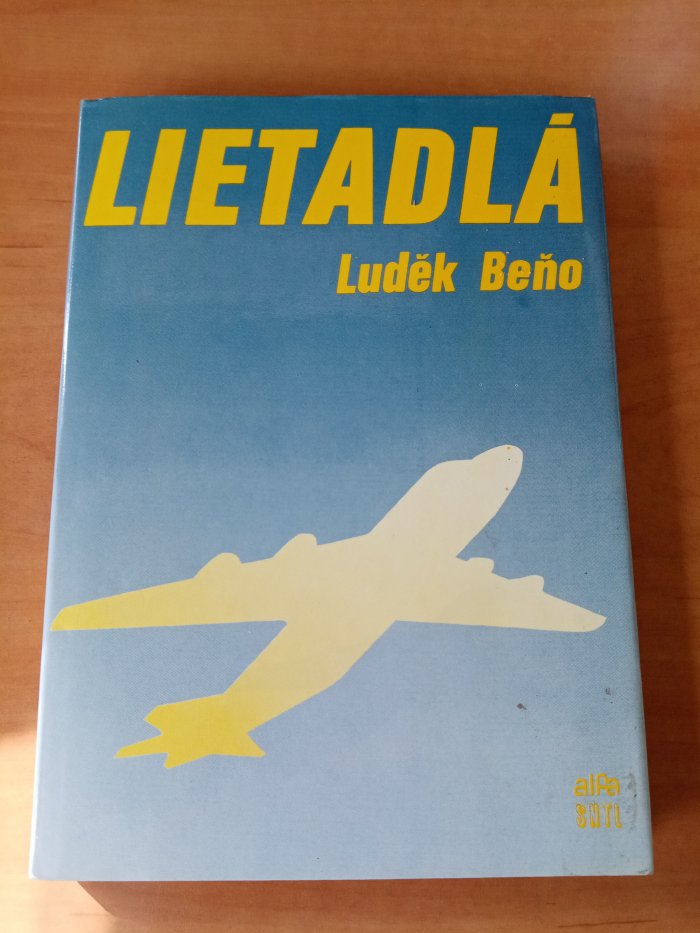 LIETADLÁ
Luděk Beňo
alfa
SNTL